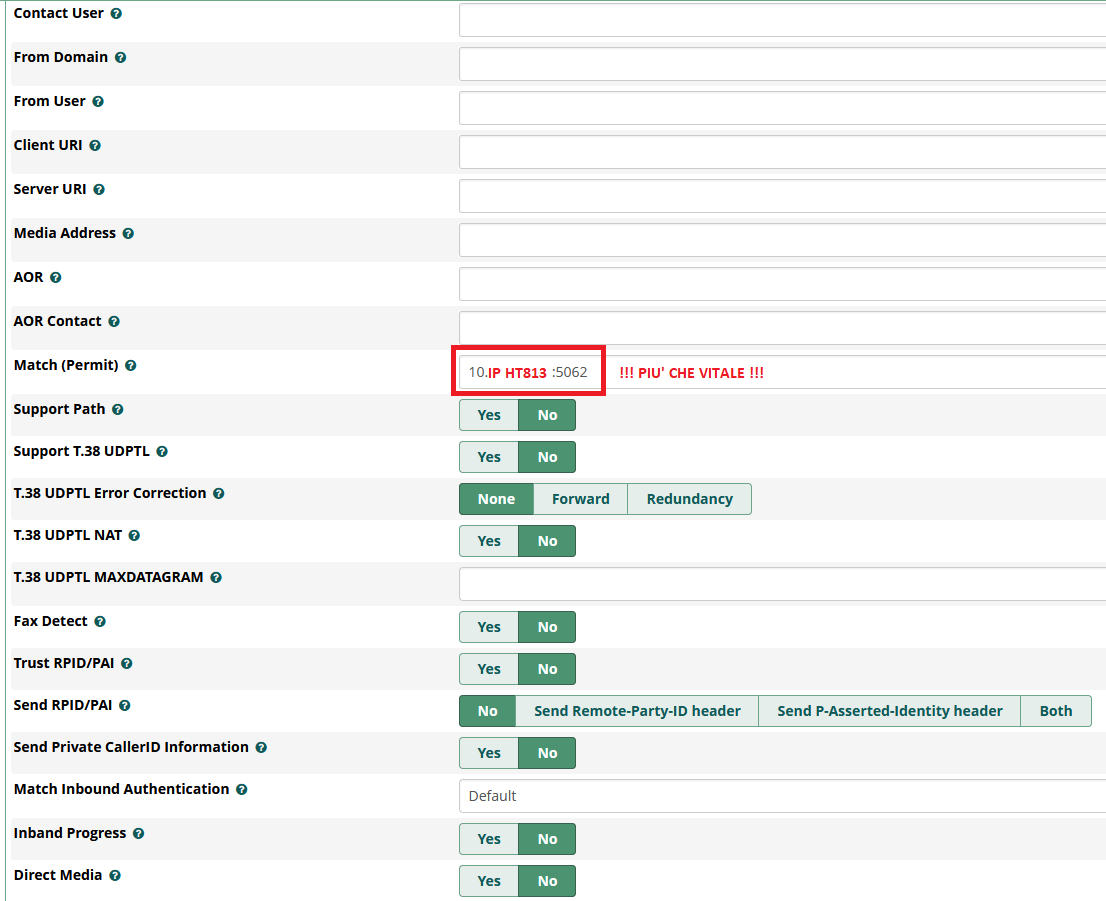 Contact User
From Domain
From User
Client URI
Server URI
Media Address
AOR
AOR Contact
Match (Permit) 10.IP HT813 :5062 !!! PIU' CHE VITALE !!!
Support Path Yes No
Support T.38 UDPTL Yes No
T.38 UDPTL Error Correction None Forward Redundancy
T.38 UDPTL NAT Yes No
T.38 UDPTL MAXDATAGRAM
Fax Detect Yes No
Trust RPID/PAI Yes No
Send RPID/PAI No Send Remote-Party-ID header Send P-Asserted-Identity header Both
Send Private CallerID Information Yes No
Match Inbound Authentication Default
Inband Progress Yes No
Direct Media Yes No